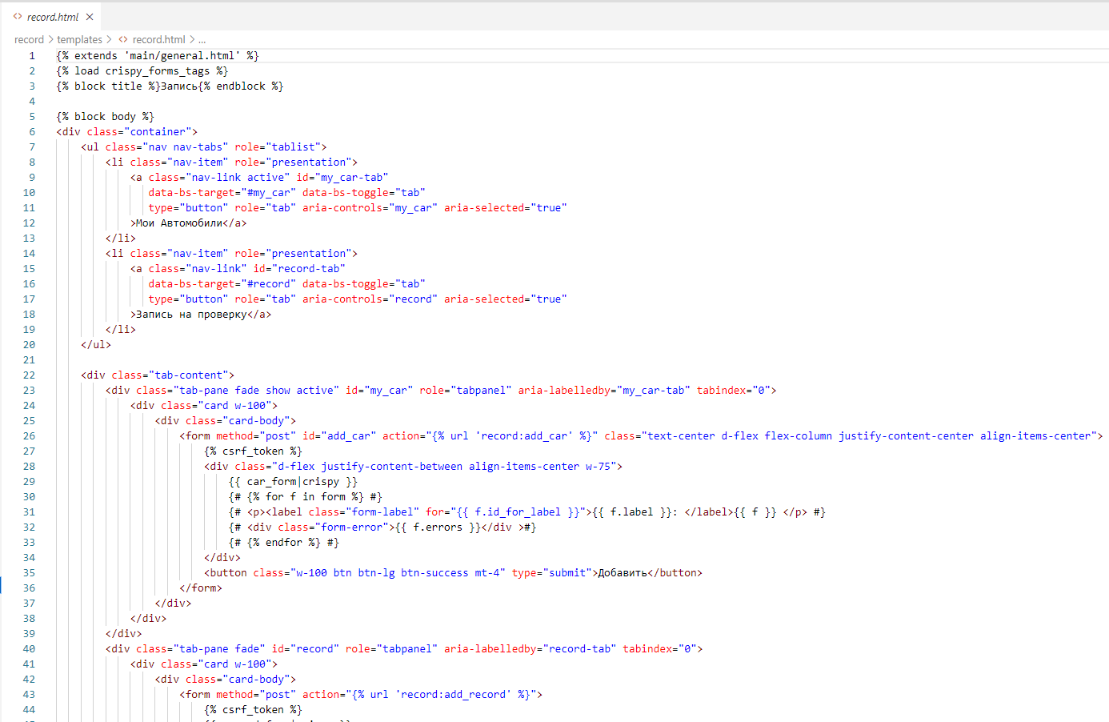 record.html
record > templates > record.html > ...
1 {% extends 'main/general.html' %}
2 {% load crispy_forms_tags %}
3 {% block title %}Запись{% endblock %}
4
5 {% block body %}
6 <div class="container">
7 <ul class="nav nav-tabs" role="tablist">
8 <li class="nav-item" role="presentation">
9 <a class="nav-link active" id="my_car-tab"
10 data-bs-target="#my_car" data-bs-toggle="tab"
11 type="button" role="tab" aria-controls="my_car" aria-selected="true"
12 >Мои Автомобили</a>
13 </li>
14 <li class="nav-item" role="presentation">
15 <a class="nav-link" id="record-tab"
16 data-bs-target="#record" data-bs-toggle="tab"
17 type="button" role="tab" aria-controls="record" aria-selected="true"
18 >Запись на проверку</a>
19 </li>
20 </ul>
21
22 <div class="tab-content">
23 <div class="tab-pane fade show active" id="my_car" role="tabpanel" aria-labelledby="my_car-tab" tabindex="0">
24 <div class="card w-100">
25 <div class="card-body">
26 <form method="post" id="add_car" action="{% url 'record:add_car' %}" class="text-center d-flex flex-column justify-content-center align-items-center">
27 {% csrf_token %}
28 <div class="d-flex justify-content-between align-items-center w-75">
29 {{ car_form|crispy }}
30 {# {% for f in form %} #}
31 {# <p><label class="form-label" for="{{ f.id_for_label }}">{{ f.label }}: </label>{{ f }} </p> #}
32 {# <div class="form-error">{{ f.errors }}</div >#}
33 {# {% endfor %} #}
34 </div>
35 <button class="w-100 btn btn-lg btn-success mt-4" type="submit">Добавить</button>
36 </form>
37 </div>
38 </div>
39 </div>
40 <div class="tab-pane fade" id="record" role="tabpanel" aria-labelledby="record-tab" tabindex="0">
41 <div class="card w-100">
42 <div class="card-body">
43 <form method="post" action="{% url 'record:add_record' %}">
44 {% csrf_token %}